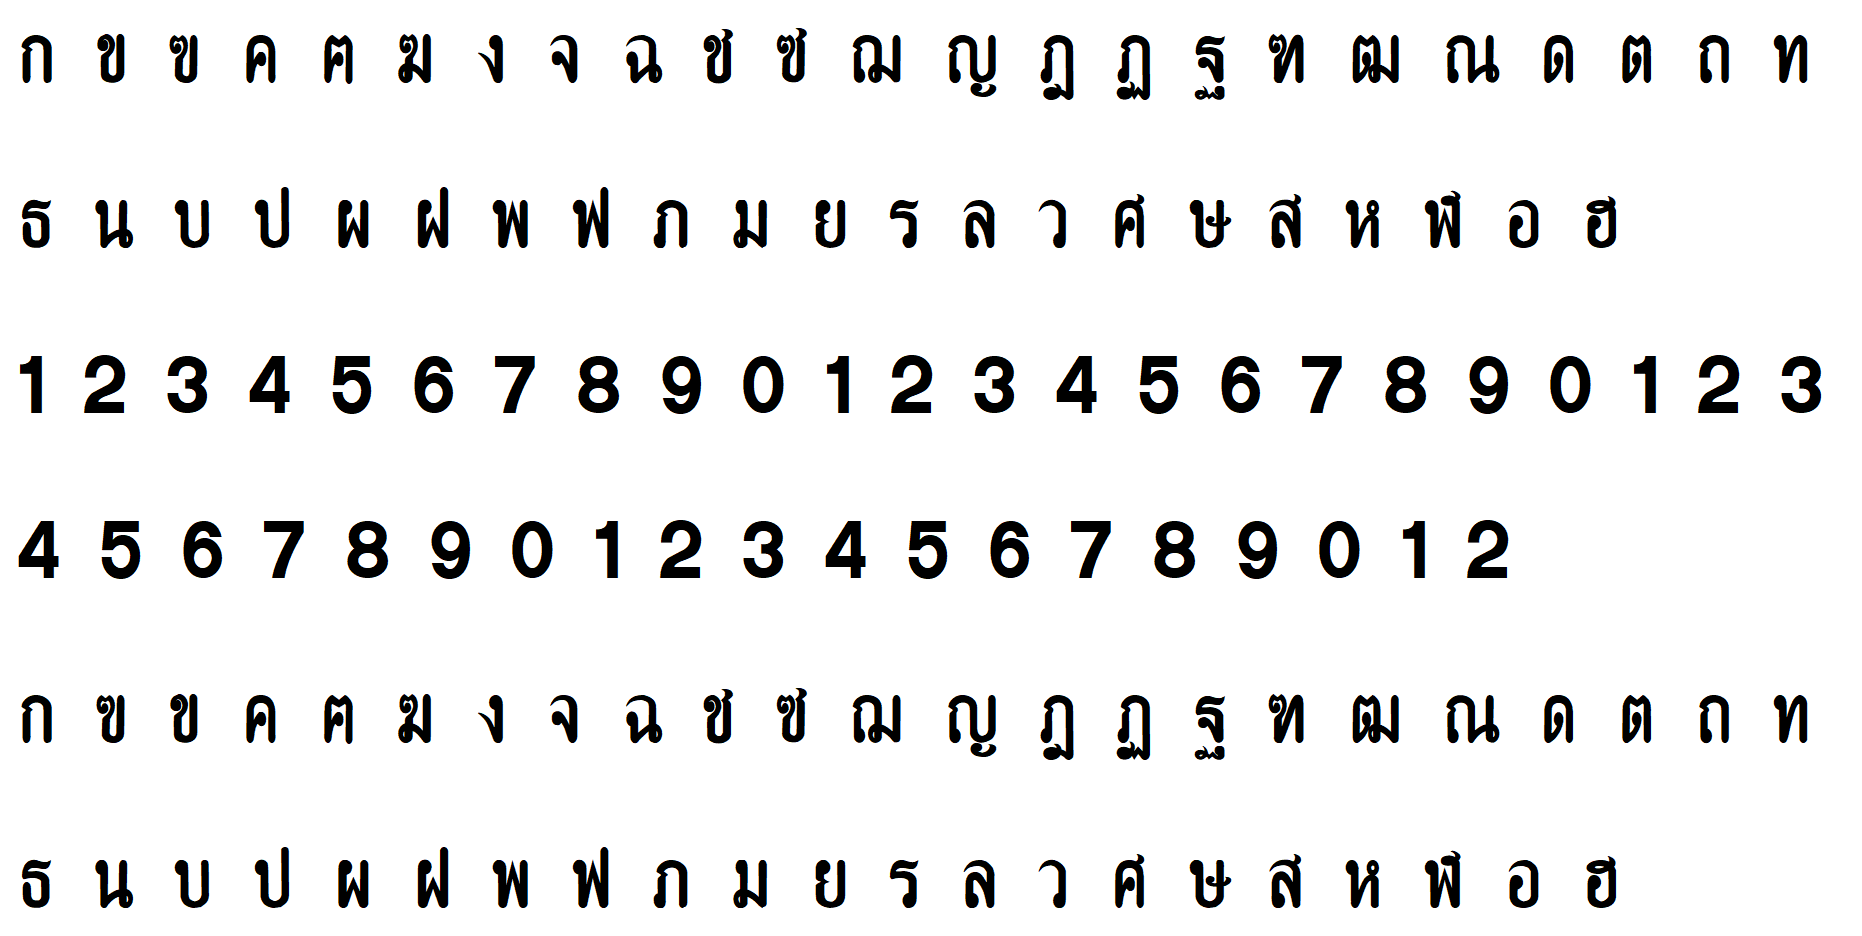 ก ข ฃ ค ฅ ฆ ง จ ฉ ช ซ ฌ ญ ฎ ฏ ฐ ฑ ฒ ณ ด ต ถ ท
ธ น บ ป ผ ฝ พ ฟ ภ ม ย ร ล ว ศ ษ ส ห ฬ อ ฮ
1 2 3 4 5 6 7 8 9 0 1 2 3 4 5 6 7 8 9 0 1 2 3
4 5 6 7 8 9 0 1 2 3 4 5 6 7 8 9 0 1 2
ก ฃ ข ค ฅ ฆ ง จ ฉ ช ซ ฌ ญ ฎ ฏ ฐ ฑ ฒ ณ ด ต ถ ท
ธ น บ ป ผ ฝ พ ฟ ภ ม ย ร ล ว ศ ษ ส ห ฬ อ ฮ